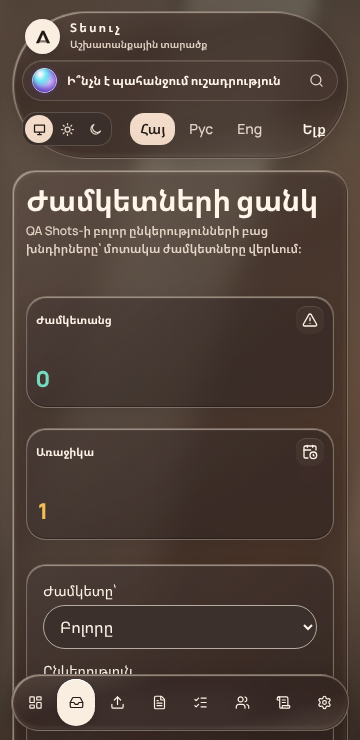 Տեսուչ
Աշխատանքային տարածք
Ի՞նչն է պահանջում ուշադրություն
Հայ Рус Eng Ելք
Ժամկետների ցանկ
QA Shots-ի բոլոր ընկերությունների բաց
խնդիրները՝ մոտակա ժամկետները վերևում։
Ժամկետանց
0
Առաջիկա
1
Ժամկետը՝
Բոլորը
Ընկերություն